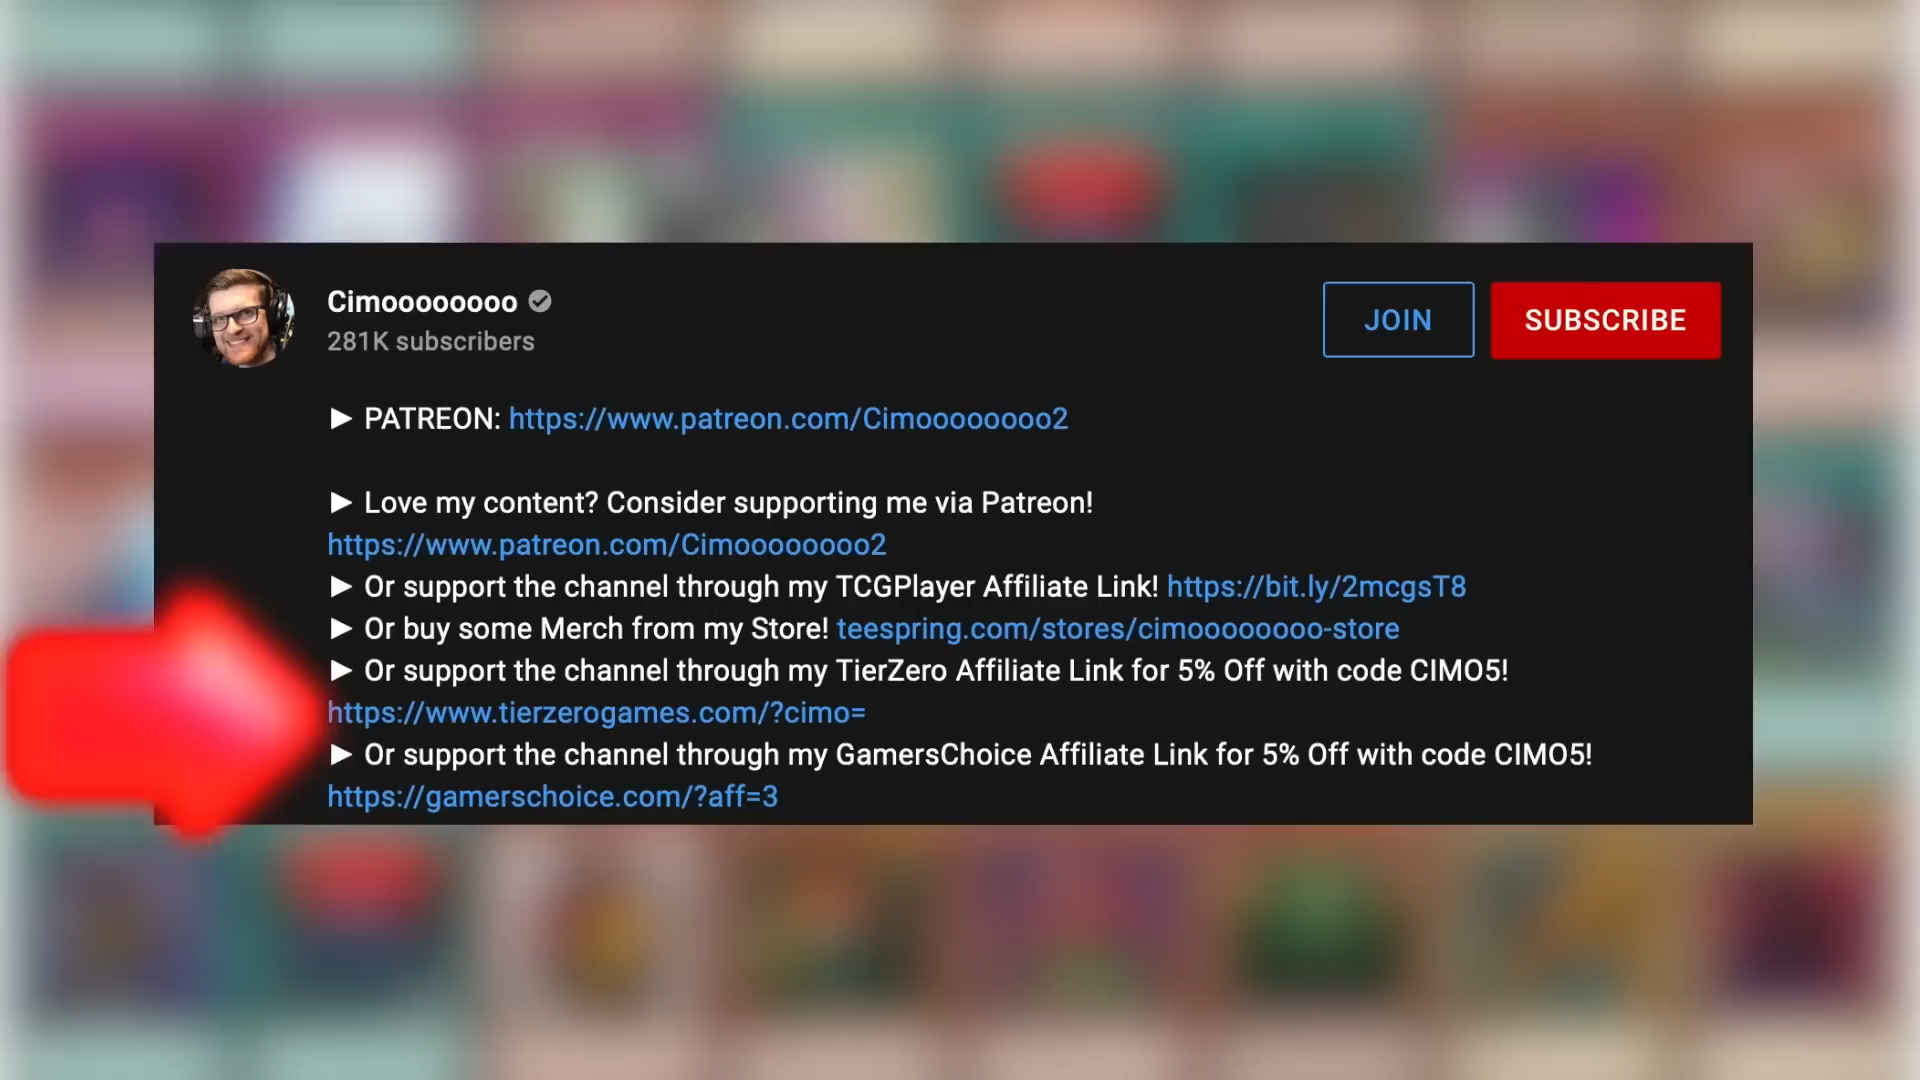 Cimoooooooo
281K subscribers
JOIN
SUBSCRIBE
► PATREON: https://www.patreon.com/Cimoooooooo2
► Love my content? Consider supporting me via Patreon!
https://www.patreon.com/Cimoooooooo2
► Or support the channel through my TCGPlayer Affiliate Link! https://bit.ly/2mcgsT8
► Or buy some Merch from my Store! teespring.com/stores/cimoooooooo-store
► Or support the channel through my TierZero Affiliate Link for 5% Off with code CIMO5!
https://www.tierzerogames.com/?cimo=
► Or support the channel through my GamersChoice Affiliate Link for 5% Off with code CIMO5!
https://gamerschoice.com/?aff=3